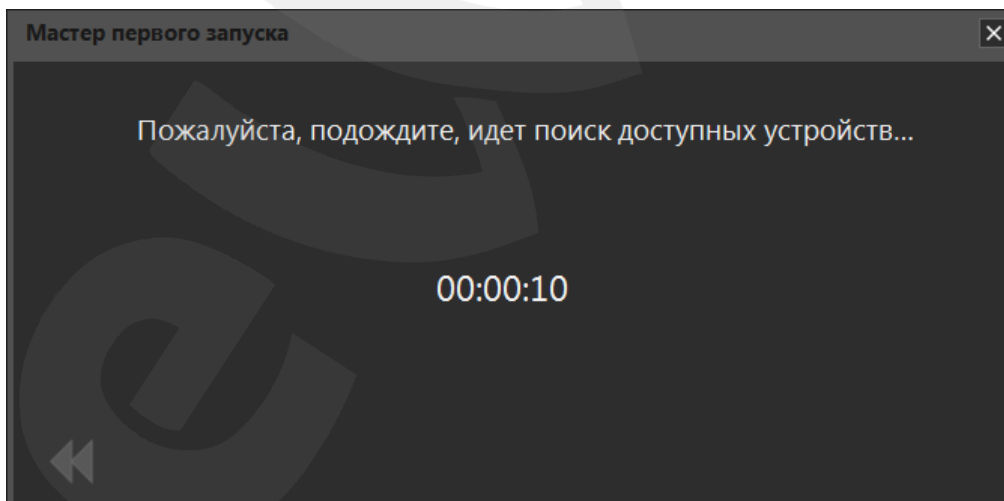 Мастер первого запуска
Пожалуйста, подождите, идет поиск доступных устройств...
00:00:10